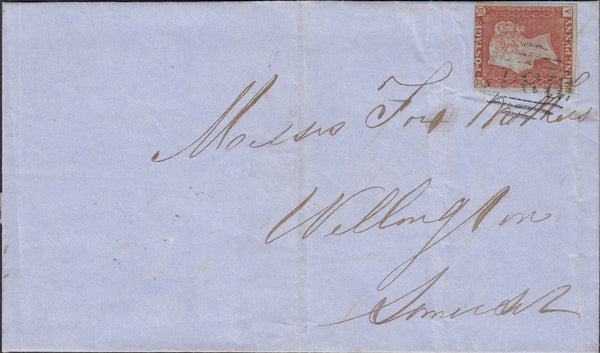 POSTAGE
ONE PENNY
Messrs Fox Brothers
Wellington
Somerset